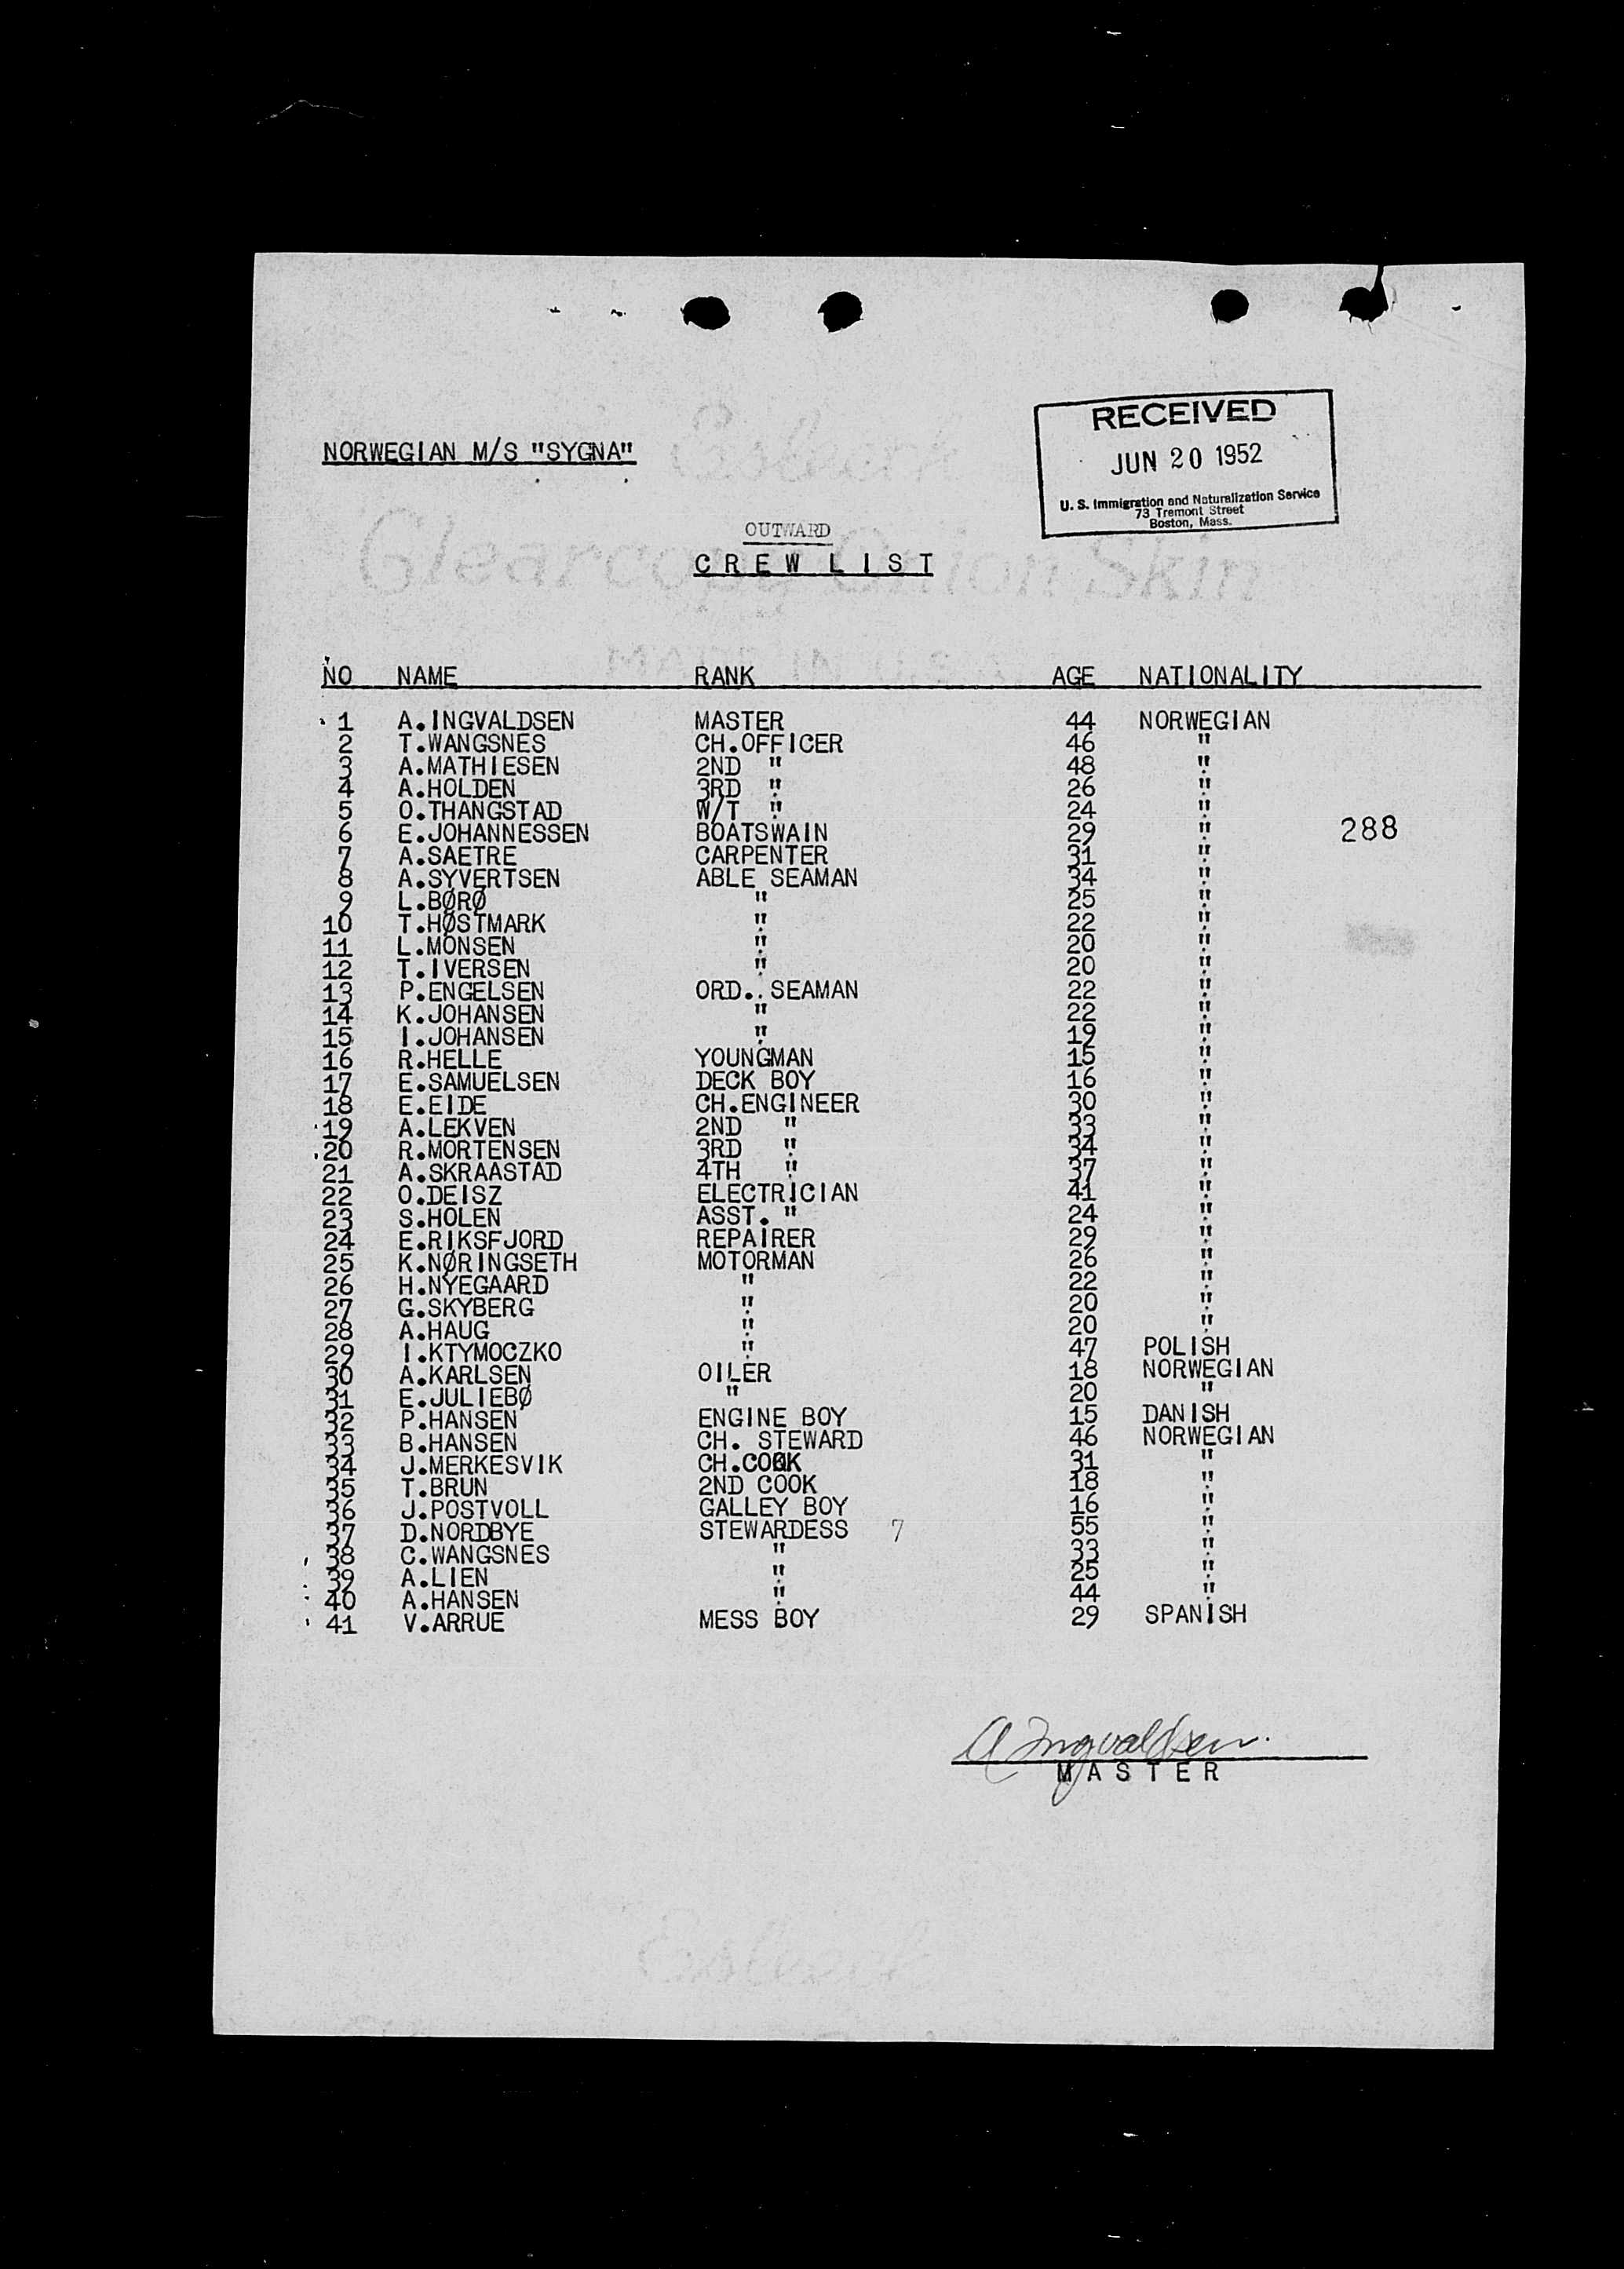 RECEIVED
JUN 20 1952
U. S. Immigration and Naturalization Service
73 Tremont Street
Boston, Mass.
NORWEGIAN M/S "SYGNA"
OUTWARD
CREW LIST
Clearcopy Onion Skin
MADE IN U.S.A.
NO NAME RANK AGE NATIONALITY
1 A.INGVALDSEN MASTER 44 NORWEGIAN
2 T.WANGSNES CH.OFFICER 46 "
3 A.MATHIESEN 2ND " 48 "
4 A.HOLDEN 3RD " 26 "
5 O.THANGSTAD W/T " 24 "
6 E.JOHANNESSEN BOATSWAIN 29 " 288
7 A.SAETRE CARPENTER 31 "
8 A.SYVERTSEN ABLE SEAMAN 34 "
9 L.BØRØ " 25 "
10 T.HØSTMARK " 22 "
11 L.MONSEN " 20 "
12 T.IVERSEN " 20 "
13 P.ENGELSEN ORD..SEAMAN 22 "
14 K.JOHANSEN " 22 "
15 I.JOHANSEN " 19 "
16 R.HELLE YOUNGMAN 15 "
17 E.SAMUELSEN DECK BOY 16 "
18 E.EIDE CH.ENGINEER 30 "
19 A.LEKVEN 2ND " 33 "
20 R.MORTENSEN 3RD " 34 "
21 A.SKRAASTAD 4TH " 37 "
22 O.DEISZ ELECTRICIAN 41 "
23 S.HOLEN ASST. " 24 "
24 E.RIKSFJORD REPAIRER 29 "
25 K.NØRINGSETH MOTORMAN 26 "
26 H.NYEGAARD " 22 "
27 G.SKYBERG " 20 "
28 A.HAUG " 20 "
29 I.KTYMOCZKO " 47 POLISH
30 A.KARLSEN OILER 18 NORWEGIAN
31 E.JULIEBØ " 20 "
32 P.HANSEN ENGINE BOY 15 DANISH
33 B.HANSEN CH. STEWARD 46 NORWEGIAN
34 J.MERKESVIK CH.COOK 31 "
35 T.BRUN 2ND COOK 18 "
36 J.POSTVOLL GALLEY BOY 16 "
37 D.NORDBYE STEWARDESS 7 55 "
38 C.WANGSNES " 33 "
39 A.LIEN " 25 "
40 A.HANSEN " 44 "
41 V.ARRUE MESS BOY 29 SPANISH
A Ingvaldsen.
MASTER